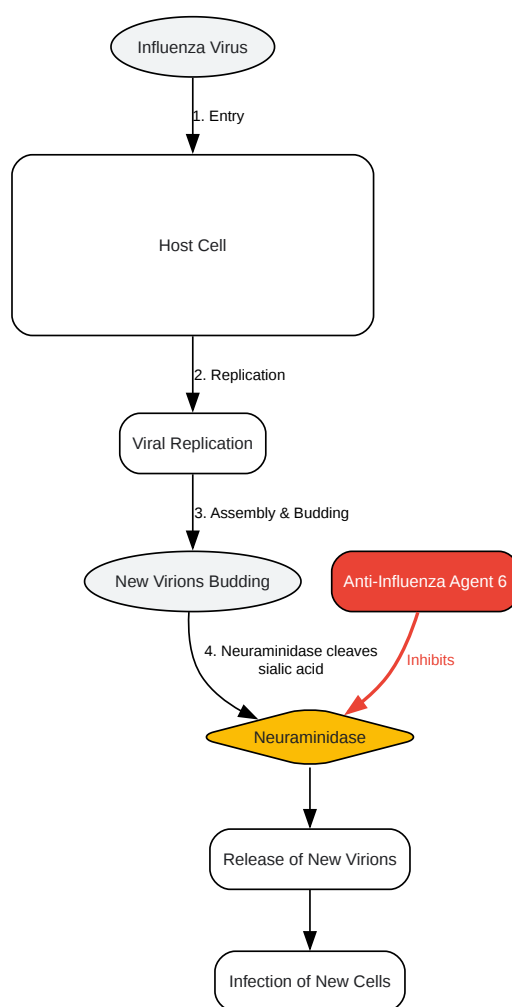 Influenza Virus
1. Entry
Host Cell
2. Replication
Viral Replication
3. Assembly & Budding
New Virions Budding
Anti-Influenza Agent 6
4. Neuraminidase cleaves
sialic acid
Inhibits
Neuraminidase
Release of New Virions
Infection of New Cells